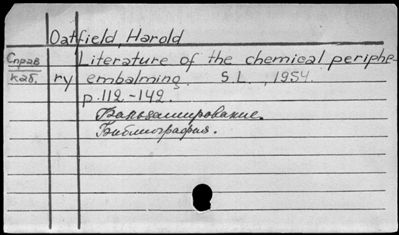 Oatfield, Harold
Справ каб.
Literature of the chemical periphe-
ry embalming. S.L., 1954.
p. 112-142.
Бальзамирование.
Библиография.